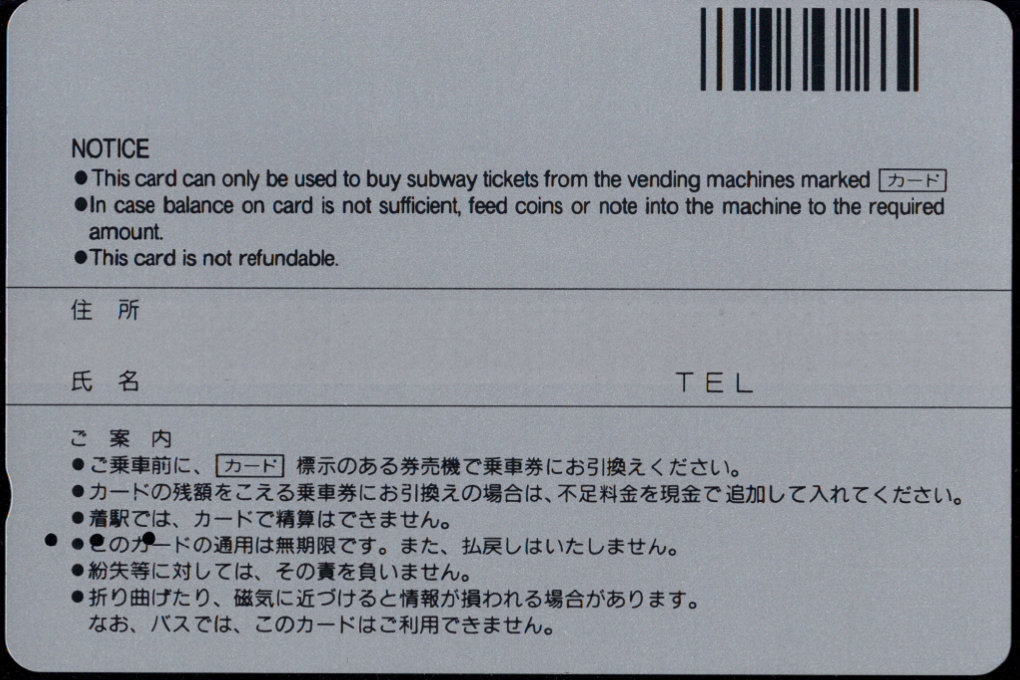 NOTICE
●This card can only be used to buy subway tickets from the vending machines marked カード
●In case balance on card is not sufficient, feed coins or note into the machine to the required
amount.
●This card is not refundable.
住 所
氏 名 TEL
ご 案 内
●ご乗車前に、カード 標示のある券売機で乗車券にお引換えください。
●カードの残額をこえる乗車券にお引換えの場合は、不足料金を現金で追加して入れてください。
●着駅では、カードで精算はできません。
●このカードの通用は無期限です。また、払戻しはいたしません。
●紛失等に対しては、その責を負いません。
●折り曲げたり、磁気に近づけると情報が損われる場合があります。
なお、バスでは、このカードはご利用できません。